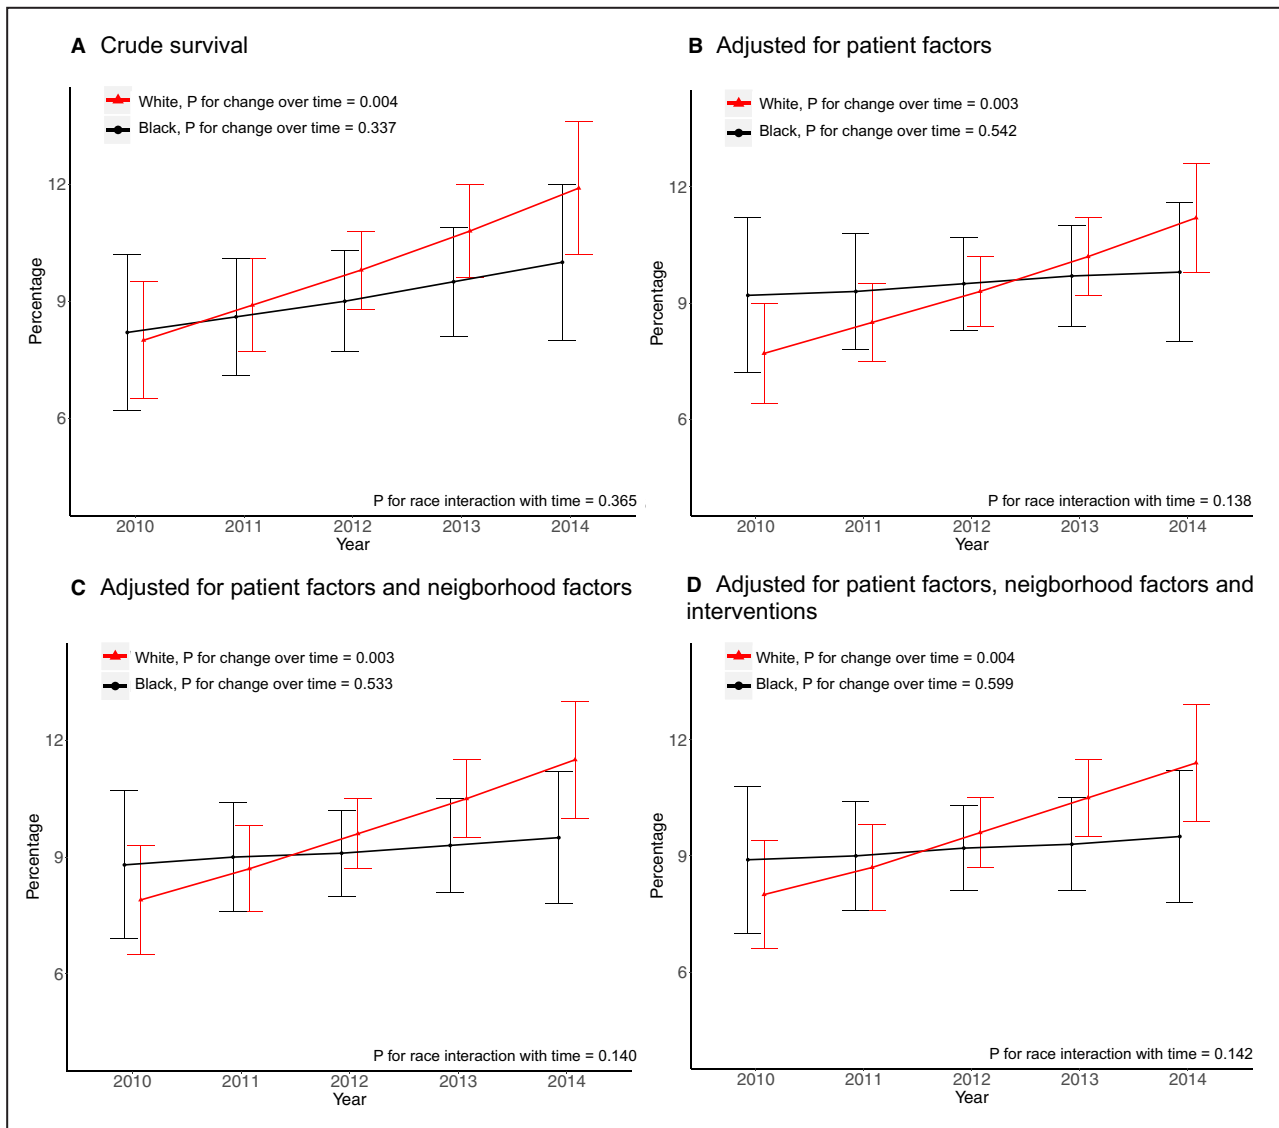 A Crude survival
White, P for change over time = 0.004
Black, P for change over time = 0.337
12
9
6
Percentage
P for race interaction with time = 0.365
2010 2011 2012 2013 2014
Year
B Adjusted for patient factors
White, P for change over time = 0.003
Black, P for change over time = 0.542
12
9
6
Percentage
P for race interaction with time = 0.138
2010 2011 2012 2013 2014
Year
C Adjusted for patient factors and neigborhood factors
White, P for change over time = 0.003
Black, P for change over time = 0.533
12
9
6
Percentage
P for race interaction with time = 0.140
2010 2011 2012 2013 2014
Year
D Adjusted for patient factors, neigborhood factors and
interventions
White, P for change over time = 0.004
Black, P for change over time = 0.599
12
9
6
Percentage
P for race interaction with time = 0.142
2010 2011 2012 2013 2014
Year